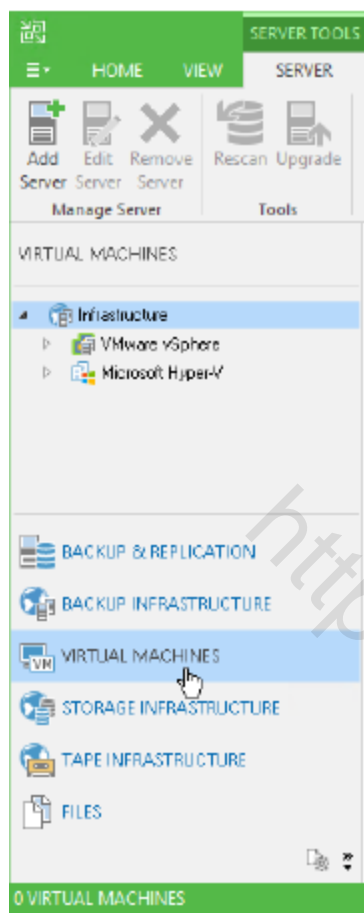 SERVER TOOLS
HOME VIEW SERVER
Add Server Edit Server Remove Server Rescan Upgrade
Manage Server Tools
VIRTUAL MACHINES
Infrastructure
VMware vSphere
Microsoft Hyper-V
BACKUP & REPLICATION
BACKUP INFRASTRUCTURE
VM VIRTUAL MACHINES
STORAGE INFRASTRUCTURE
TAPE INFRASTRUCTURE
FILES
http
0 VIRTUAL MACHINES